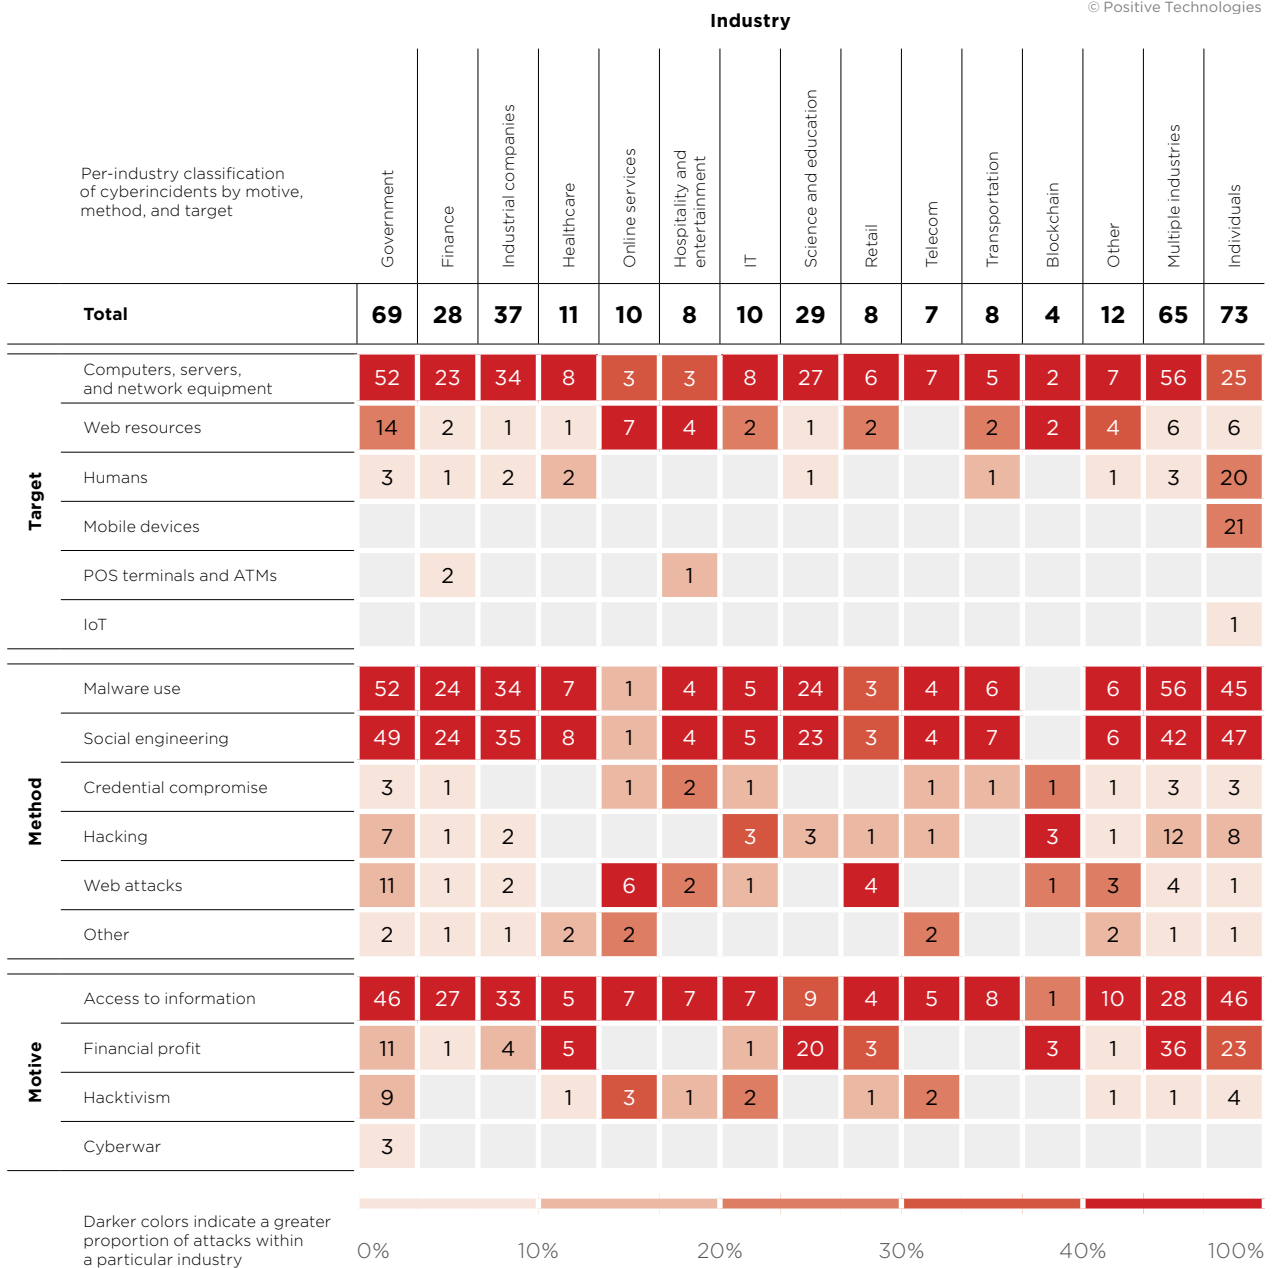 © Positive Technologies
Industry
Per-industry classification
of cyberincidents by motive,
method, and target
Government
Finance
Industrial companies
Healthcare
Online services
Hospitality and
entertainment
IT
Science and education
Retail
Telecom
Transportation
Blockchain
Other
Multiple industries
Individuals
Total 69 28 37 11 10 8 10 29 8 7 8 4 12 65 73
Target
Computers, servers,
and network equipment 52 23 34 8 3 3 8 27 6 7 5 2 7 56 25
Web resources 14 2 1 1 7 4 2 1 2 2 2 4 6 6
Humans 3 1 2 2 1 1 1 3 20
Mobile devices 21
POS terminals and ATMs 2 1
IoT 1
Method
Malware use 52 24 34 7 1 4 5 24 3 4 6 6 56 45
Social engineering 49 24 35 8 1 4 5 23 3 4 7 6 42 47
Credential compromise 3 1 1 2 1 1 1 1 1 3 3
Hacking 7 1 2 3 3 1 1 3 1 12 8
Web attacks 11 1 2 6 2 1 4 1 3 4 1
Other 2 1 1 2 2 2 2 1 1
Motive
Access to information 46 27 33 5 7 7 7 9 4 5 8 1 10 28 46
Financial profit 11 1 4 5 1 20 3 3 1 36 23
Hacktivism 9 1 3 1 2 1 2 1 1 4
Cyberwar 3
Darker colors indicate a greater
proportion of attacks within
a particular industry
0% 10% 20% 30% 40% 100%